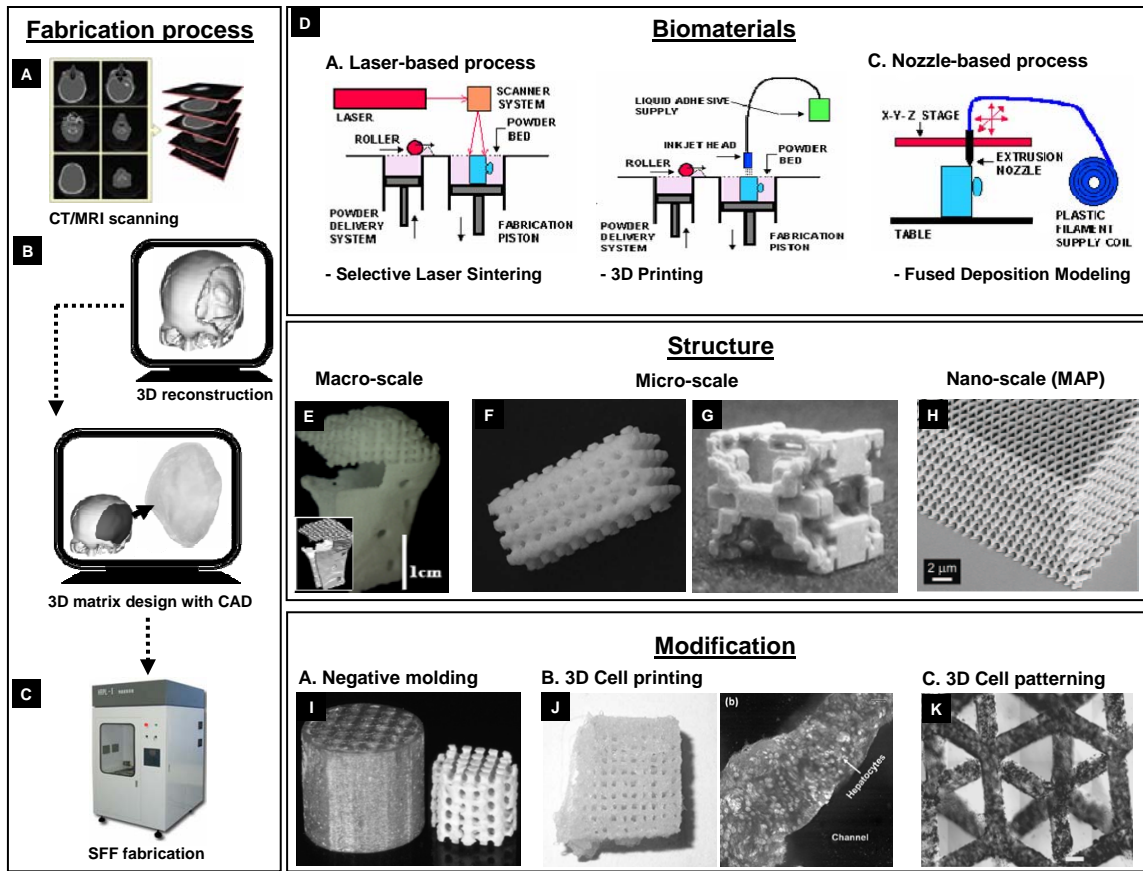 Fabrication process
A
CT/MRI scanning
B
3D reconstruction
3D matrix design with CAD
C
SFF fabrication
D
Biomaterials
A. Laser-based process
LASER
SCANNER
SYSTEM
ROLLER
POWDER
BED
POWDER DELIVERY
SYSTEM
FABRICATION
PISTON
- Selective Laser Sintering
LIQUID ADHESIVE
SUPPLY
INKJET HEAD
ROLLER
POWDER
BED
POWDER
DELIVERY SYSTEM
FABRICATION
PISTON
- 3D Printing
C. Nozzle-based process
X-Y-Z STAGE
EXTRUSION
NOZZLE
TABLE
PLASTIC
FILAMENT
SUPPLY COIL
- Fused Deposition Modeling
Structure
Macro-scale
Micro-scale
Nano-scale (MAP)
E
1cm
F
G
H
2 μm
Modification
A. Negative molding
B. 3D Cell printing
C. 3D Cell patterning
I
J
(b)
Hepatocytes
Channel
K